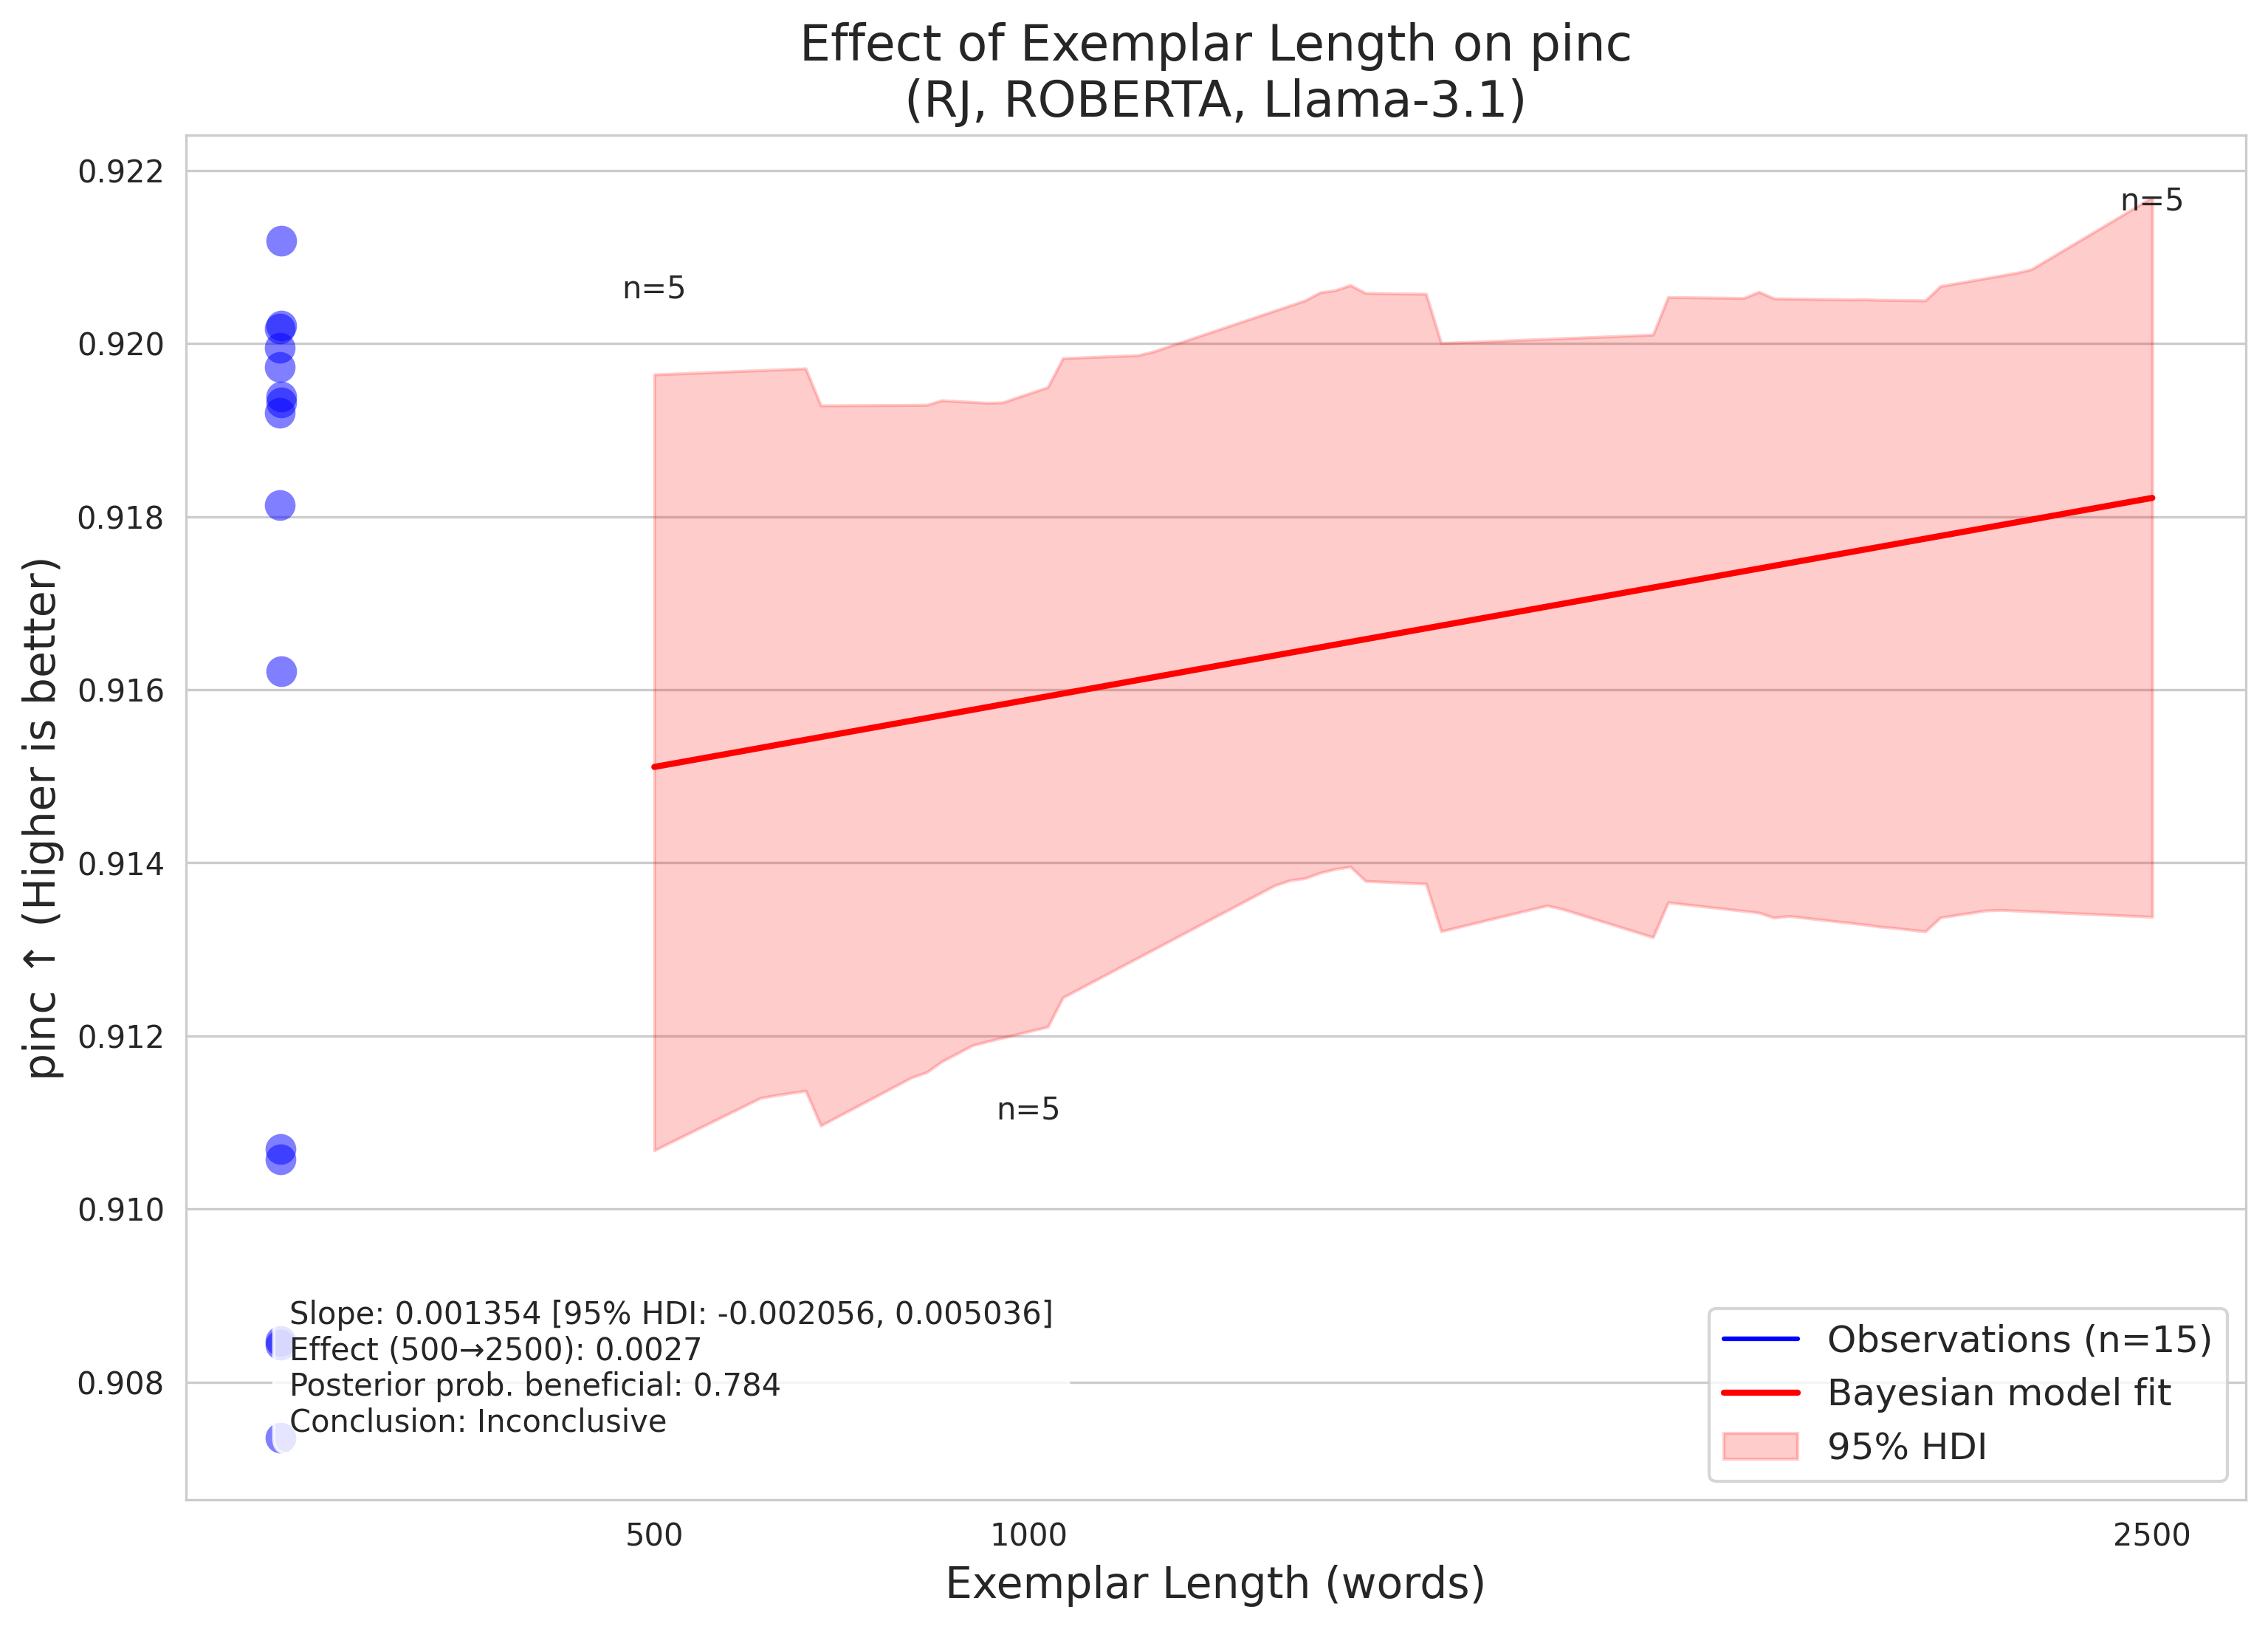 Effect of Exemplar Length on pinc
(RJ, ROBERTA, Llama-3.1)
pinc ↑ (Higher is better)
0.922
0.920
0.918
0.916
0.914
0.912
0.910
0.908
n=5
n=5
n=5
Slope: 0.001354 [95% HDI: -0.002056, 0.005036]
Effect (500→2500): 0.0027
Posterior prob. beneficial: 0.784
Conclusion: Inconclusive
Observations (n=15)
Bayesian model fit
95% HDI
500
1000
2500
Exemplar Length (words)